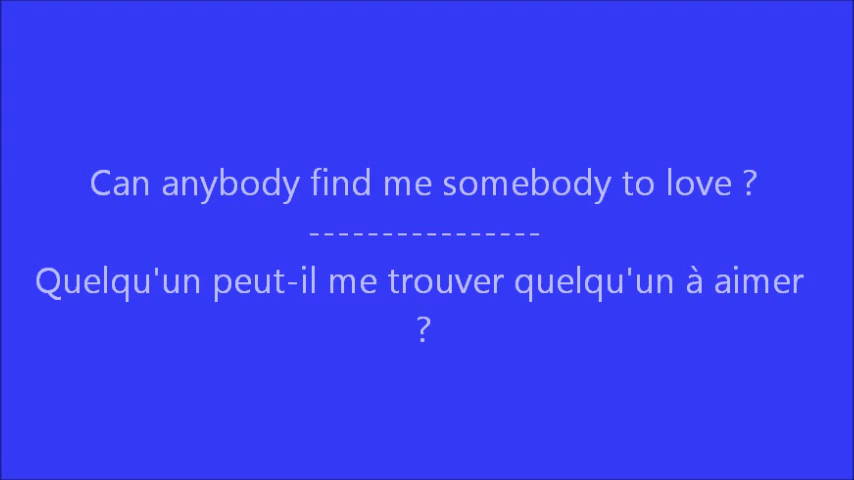 Can anybody find me somebody to love ?
----------------
Quelqu'un peut-il me trouver quelqu'un à aimer
?